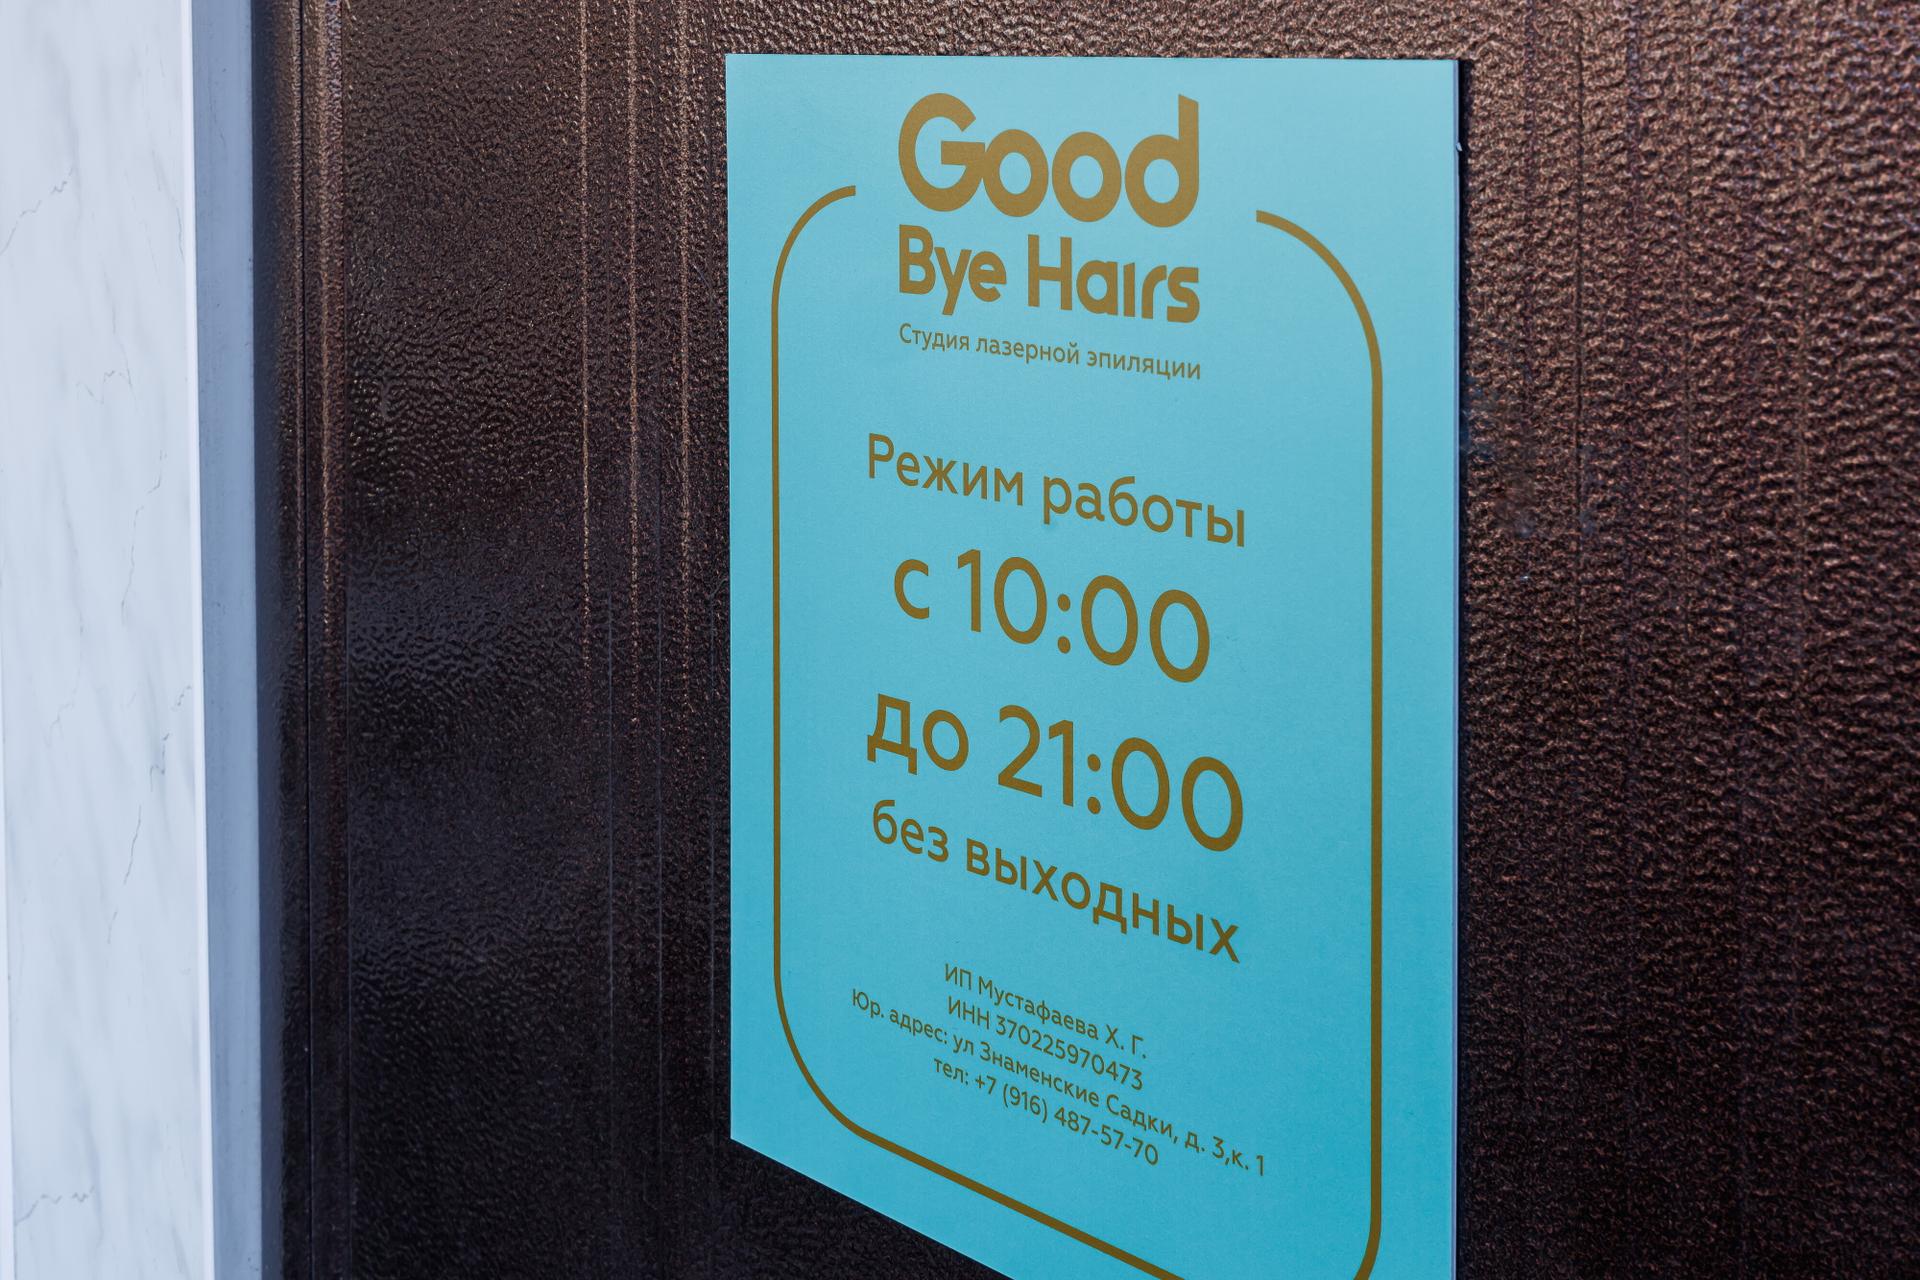 Good
Bye Hairs
Студия лазерной эпиляции
Режим работы
с 10:00
до 21:00
без выходных
ИП Мустафаева Х. Г.
ИНН 370225970473
Юр. адрес: ул Знаменские Садки, д. 3,к. 1
тел: +7 (916) 487-57-70